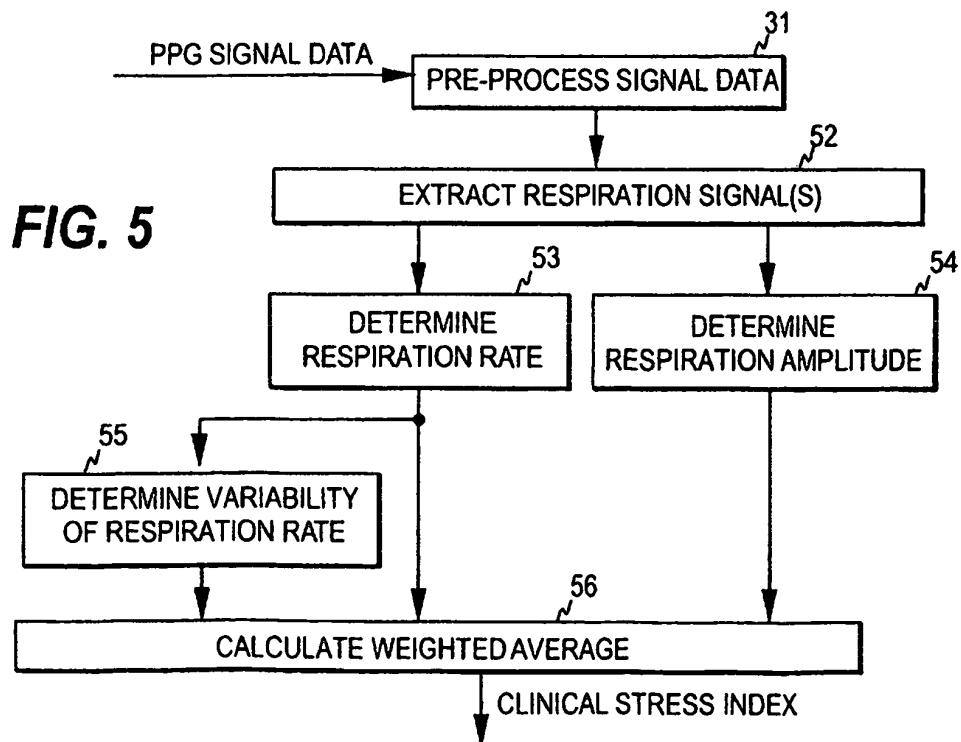 31
PPG SIGNAL DATA
PRE-PROCESS SIGNAL DATA
52
EXTRACT RESPIRATION SIGNAL(S)
FIG. 5
53
54
DETERMINE
RESPIRATION RATE
DETERMINE
RESPIRATION AMPLITUDE
55
DETERMINE VARIABILITY
OF RESPIRATION RATE
56
CALCULATE WEIGHTED AVERAGE
CLINICAL STRESS INDEX